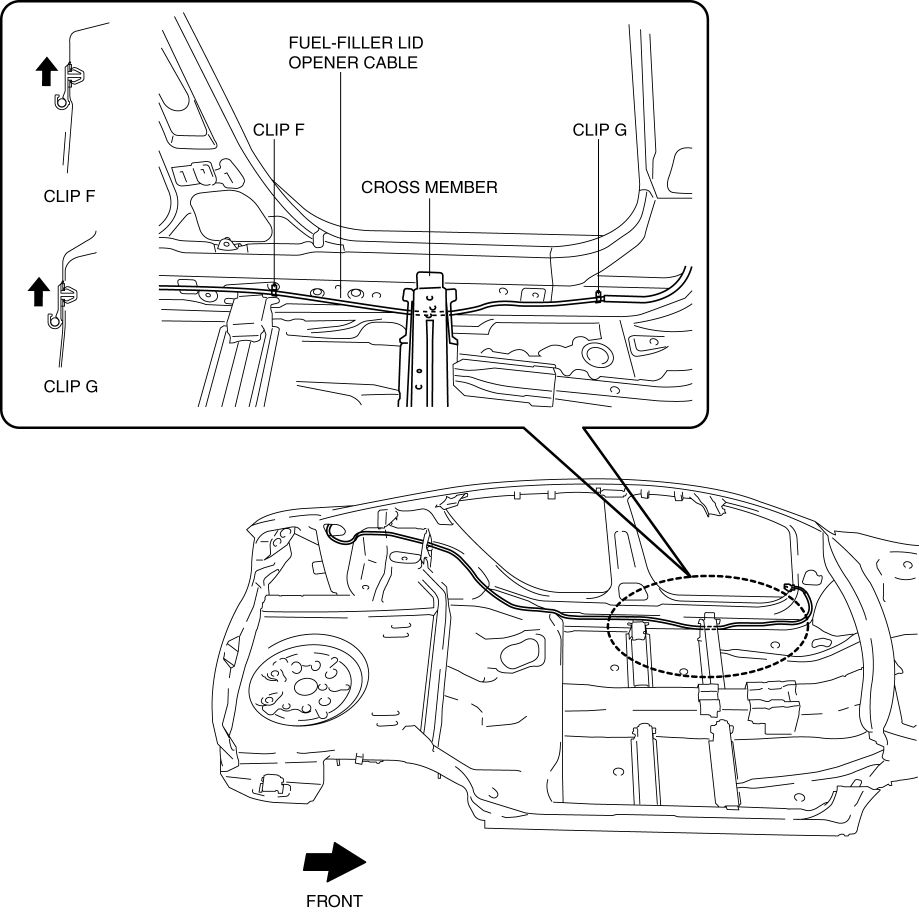 FUEL-FILLER LID
OPENER CABLE
CLIP F
CLIP G
CROSS MEMBER
CLIP F
CLIP G
FRONT